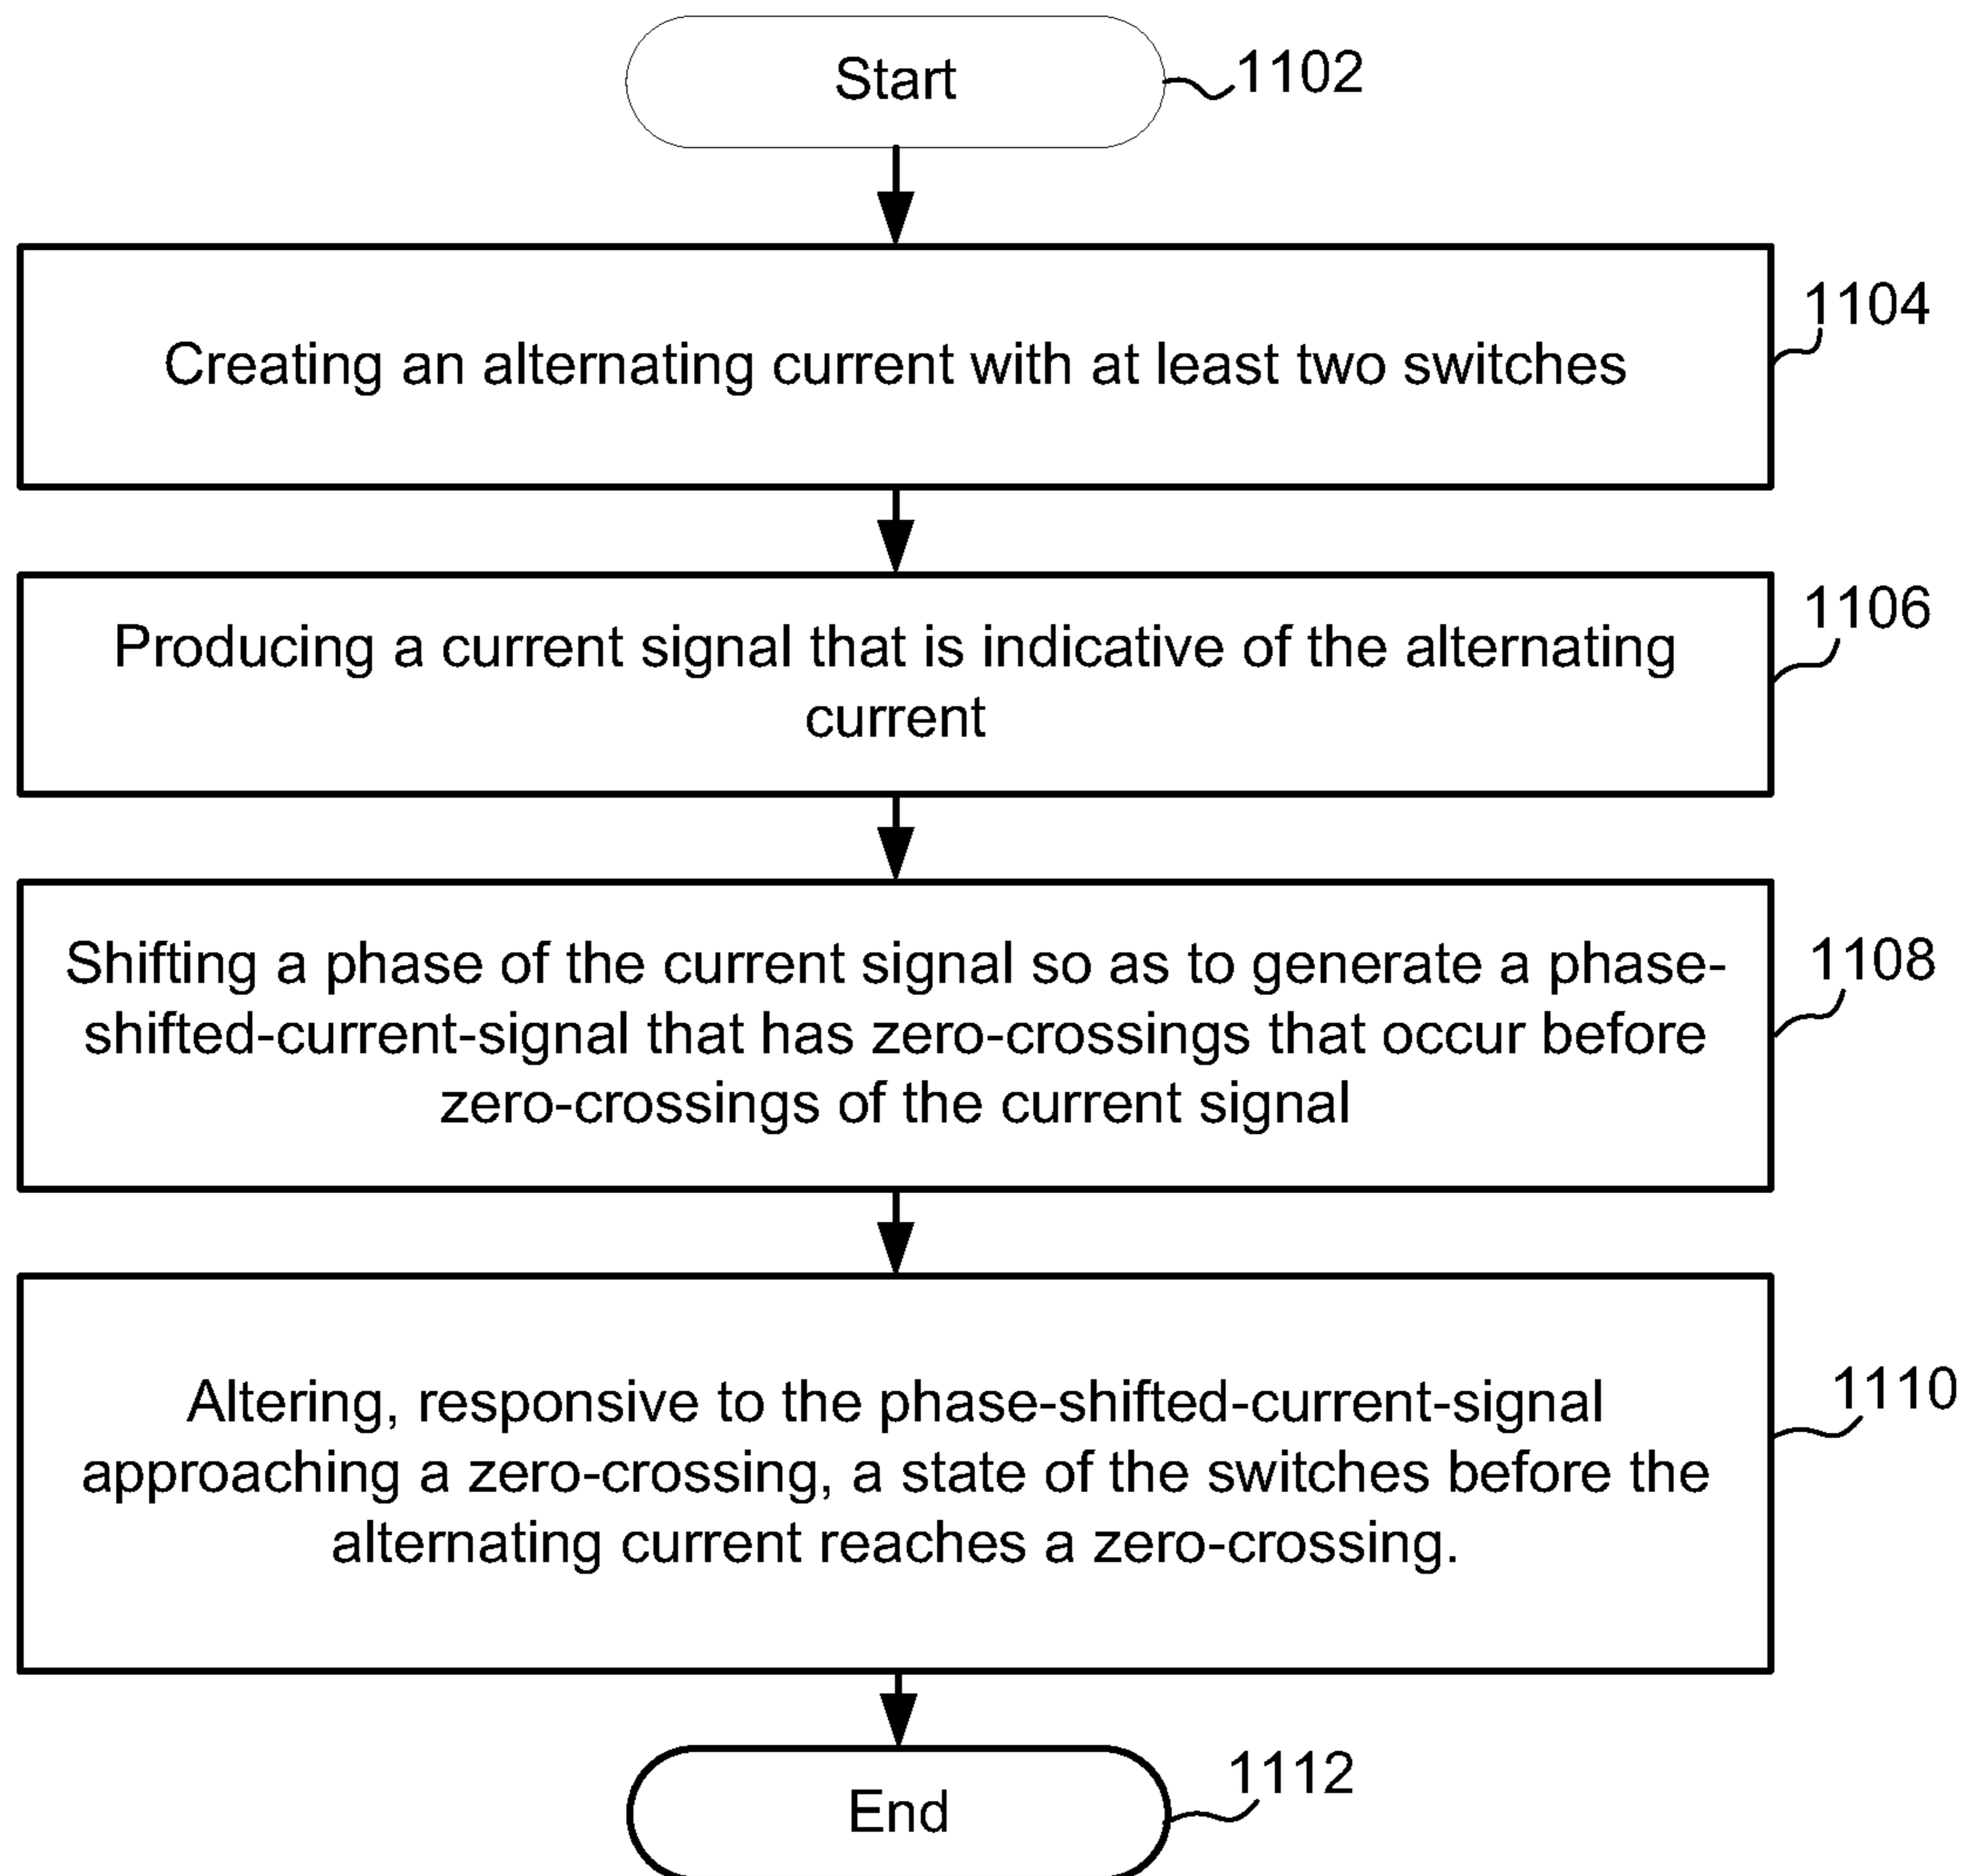 Start
1102
1104
Creating an alternating current with at least two switches
1106
Producing a current signal that is indicative of the alternating
current
1108
Shifting a phase of the current signal so as to generate a phase-
shifted-current-signal that has zero-crossings that occur before
zero-crossings of the current signal
1110
Altering, responsive to the phase-shifted-current-signal
approaching a zero-crossing, a state of the switches before the
alternating current reaches a zero-crossing.
1112
End